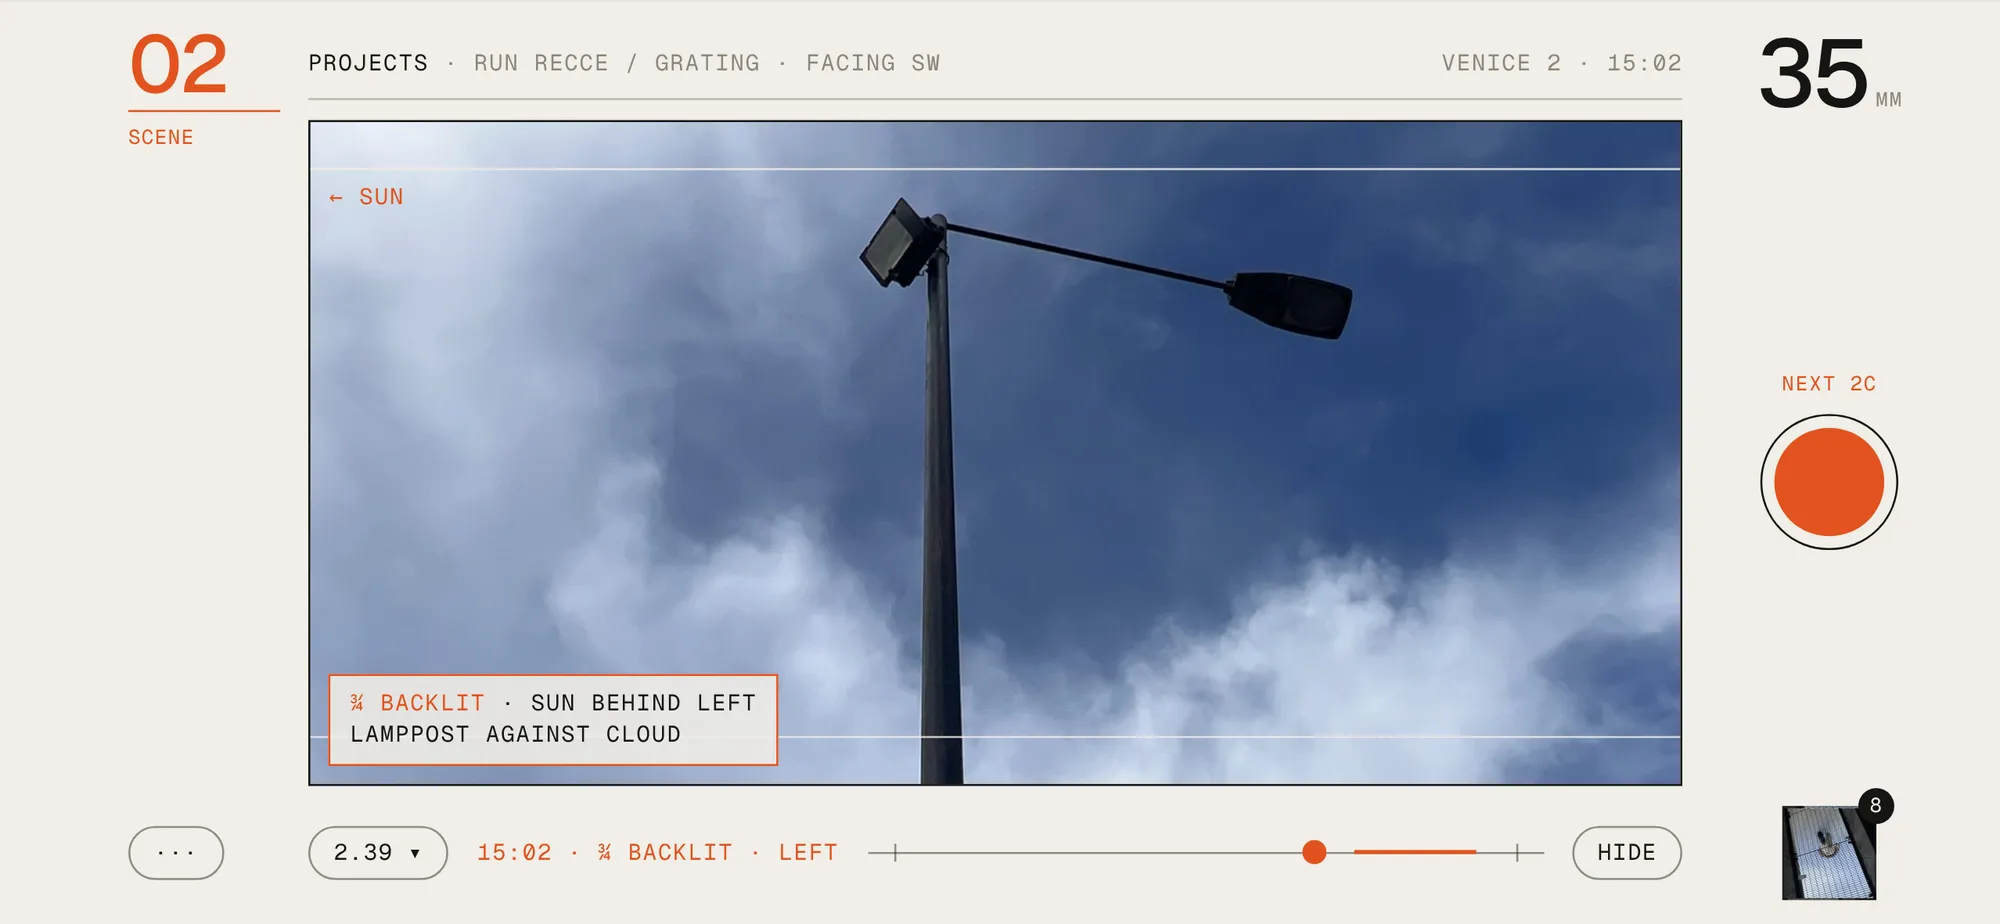 02
SCENE
PROJECTS · RUN RECCE / GRATING · FACING SW
VENICE 2 · 15:02
35 MM
← SUN
NEXT 2C
¾ BACKLIT · SUN BEHIND LEFT
LAMPPOST AGAINST CLOUD
···
2.39 ▼
15:02 · ¾ BACKLIT · LEFT
HIDE
8